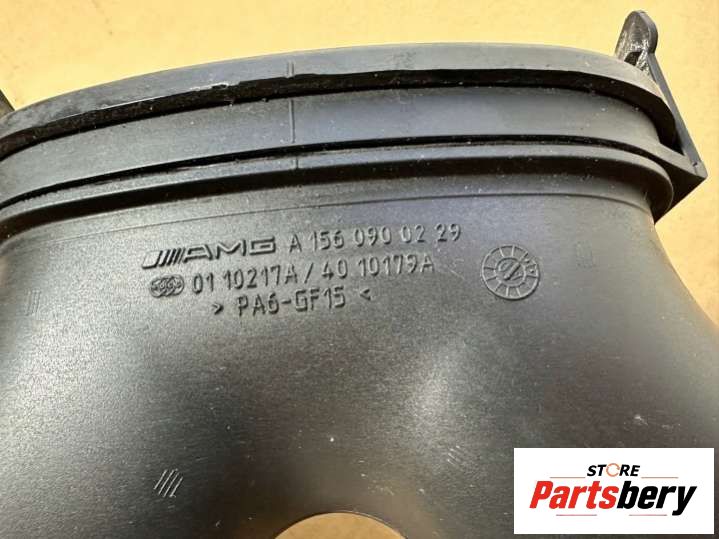 AMG A 156 090 02 29
01 10217A / 40 10179A
> PA6-GF15 <
STORE
Partsbery